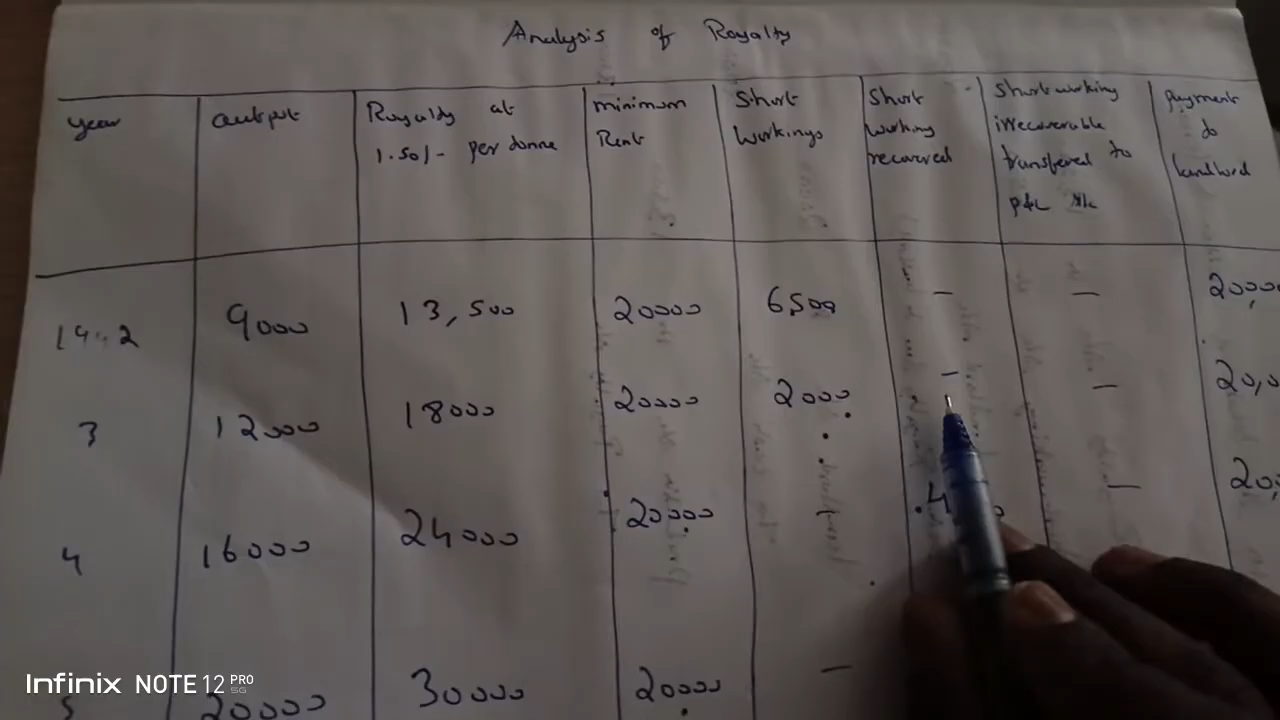 Analysis of Royalty
year
output
Royalty at
1.50/- per tonne
minimum
Rent
Short
Workings
Short
working
recovered
Short working
irrecoverable
transfered to
P&L A/c
Payment
to
landlord
9000
13,500
20000
6500
—
—
3
12000
18000
20000
2000
—
—
4
16000
24000
20000
—
—
20000
30000
20000
—
Infinix NOTE 12 PRO
5G